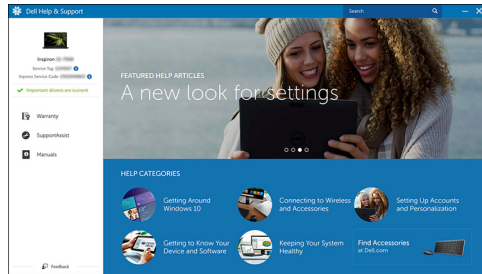 Dell Help & Support
Search
Inspiron
Service Tag
Express Service Code
Important drivers are current
Warranty
SupportAssist
Manuals
Feedback
FEATURED HELP ARTICLES
A new look for settings
HELP CATEGORIES
Getting Around
Windows 10
Connecting to Wireless
and Accessories
Setting Up Accounts
and Personalization
Getting to Know Your
Device and Software
Keeping Your System
Healthy
Find Accessories
at Dell.com